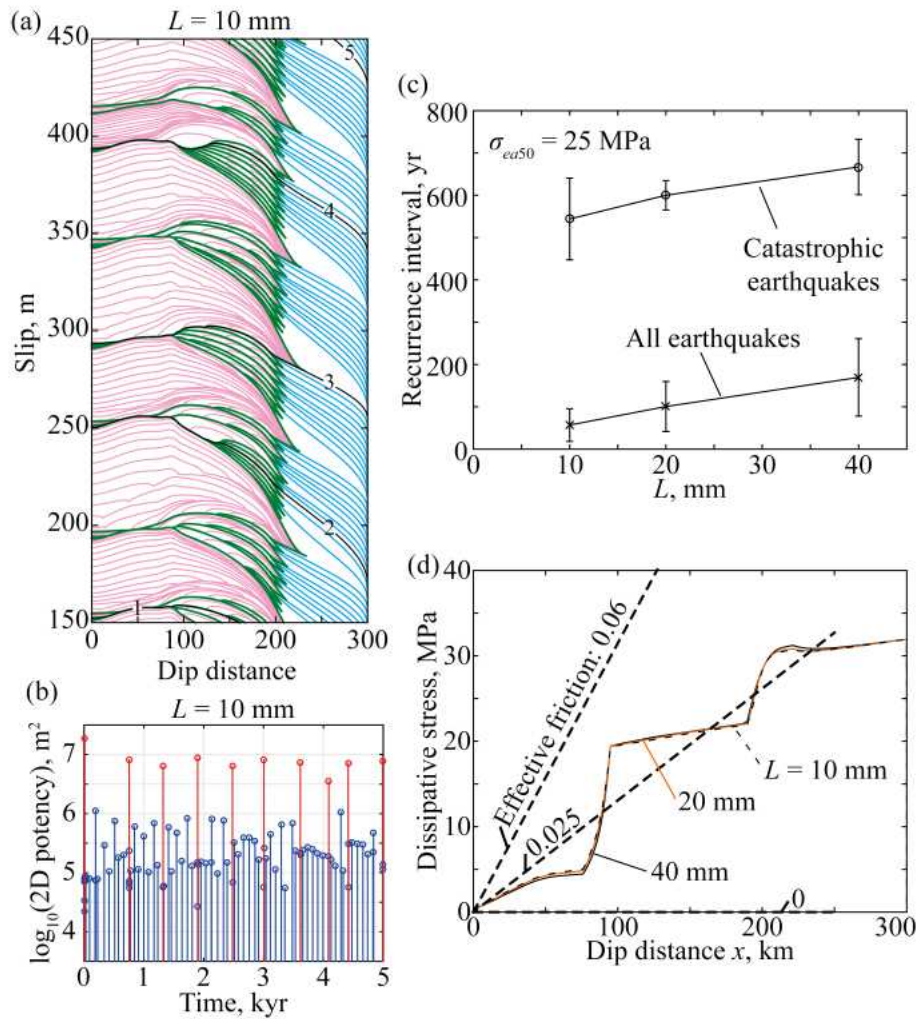 (a)
L = 10 mm
450
400
350
300
250
200
150
Slip, m
5
4
3
2
1
0
100
200
300
Dip distance
(b)
L = 10 mm
7
6
5
4
log₁₀(2D potency), m²
0
1
2
3
4
5
Time, kyr
(c)
800
600
400
200
0
Recurrence interval, yr
σea50 = 25 MPa
Catastrophic
earthquakes
All earthquakes
0
10
20
30
40
L, mm
(d)
40
30
20
10
0
Dissipative stress, MPa
Effective friction: 0.06
0.025
L = 10 mm
20 mm
40 mm
0
0
100
200
300
Dip distance x, km